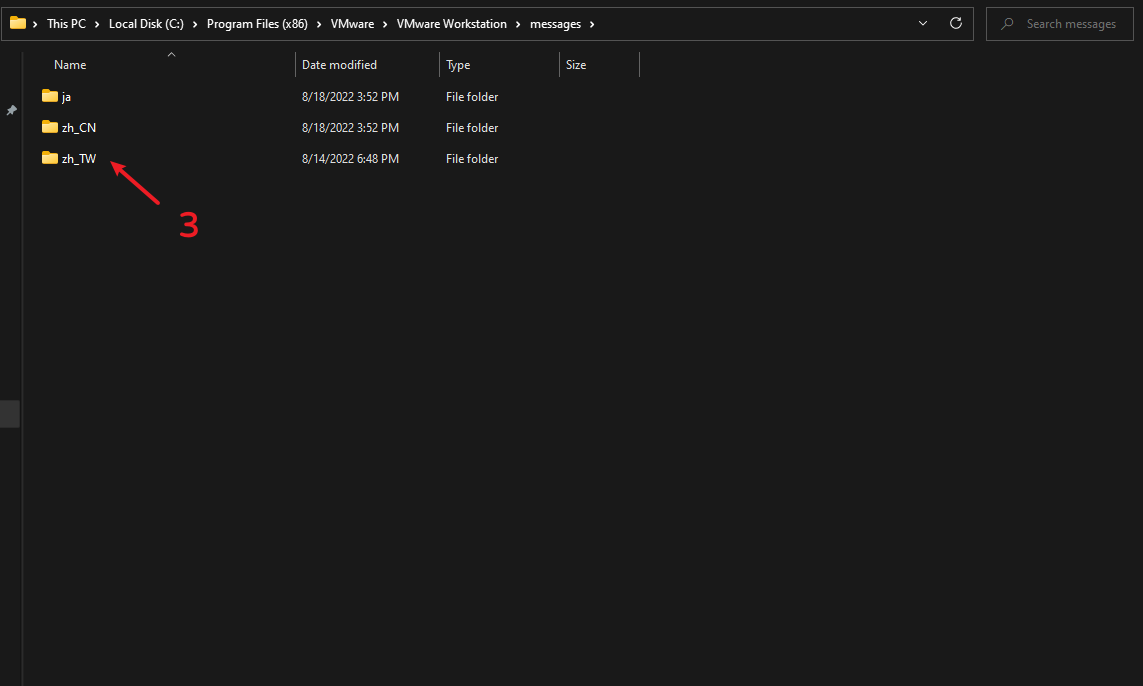 This PC > Local Disk (C:) > Program Files (x86) > VMware > VMware Workstation > messages >
Search messages
Name Date modified Type Size
ja 8/18/2022 3:52 PM File folder
zh_CN 8/18/2022 3:52 PM File folder
zh_TW 8/14/2022 6:48 PM File folder
3